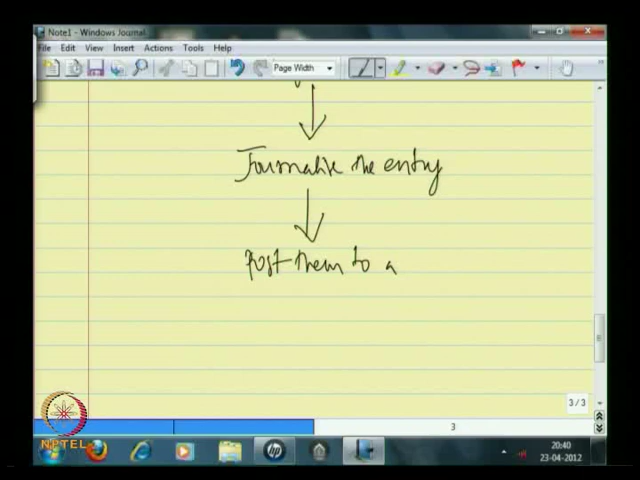 Note1 - Windows Journal
File Edit View Insert Actions Tools Help
Page Width
Journalise the entry
Post them to a
3 / 3
3
NPTEL
hp
20:40
23-04-2012